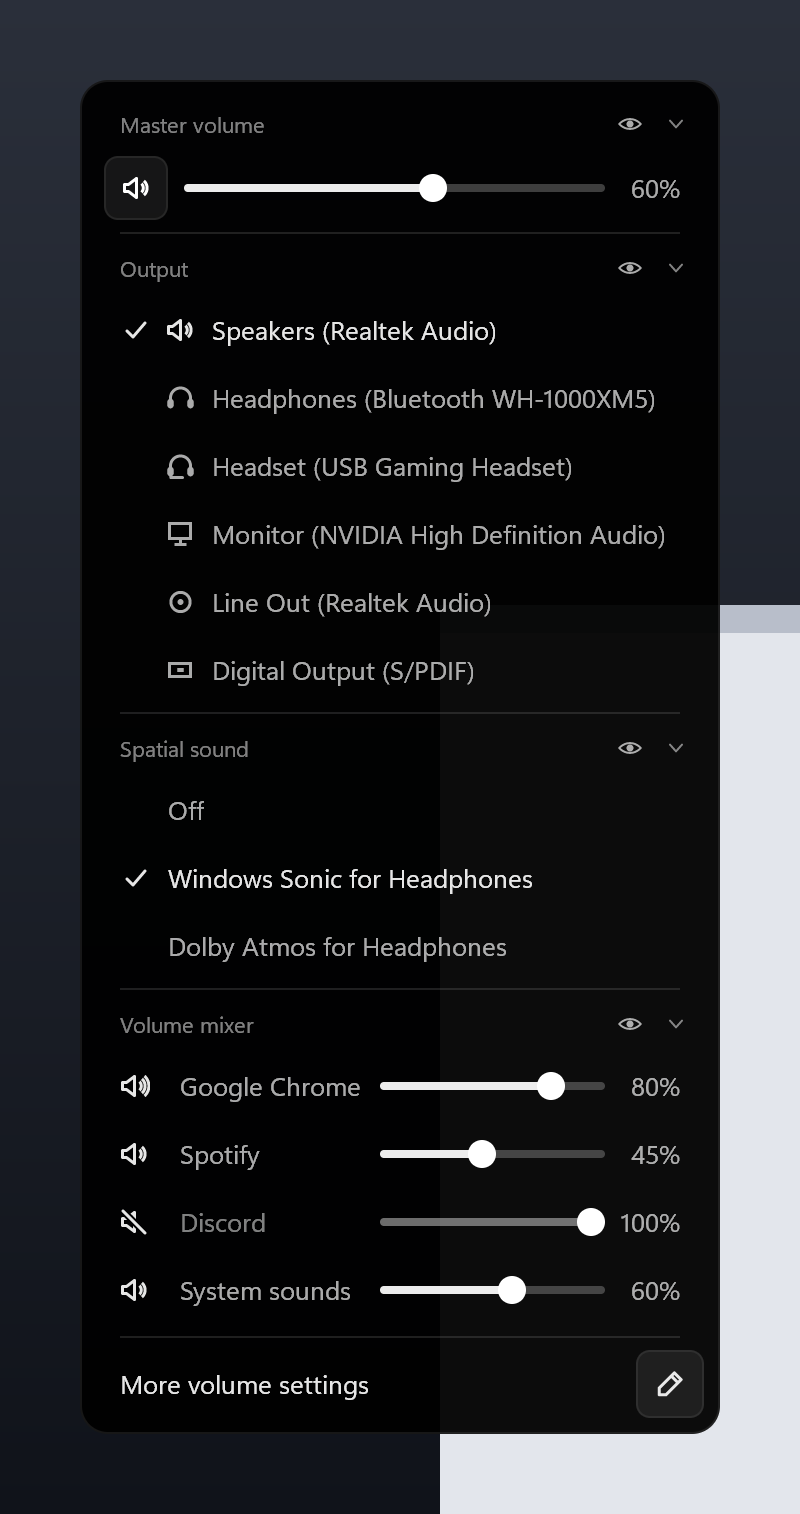 Master volume
60%
Output
Speakers (Realtek Audio)
Headphones (Bluetooth WH-1000XM5)
Headset (USB Gaming Headset)
Monitor (NVIDIA High Definition Audio)
Line Out (Realtek Audio)
Digital Output (S/PDIF)
Spatial sound
Off
Windows Sonic for Headphones
Dolby Atmos for Headphones
Volume mixer
Google Chrome 80%
Spotify 45%
Discord 100%
System sounds 60%
More volume settings